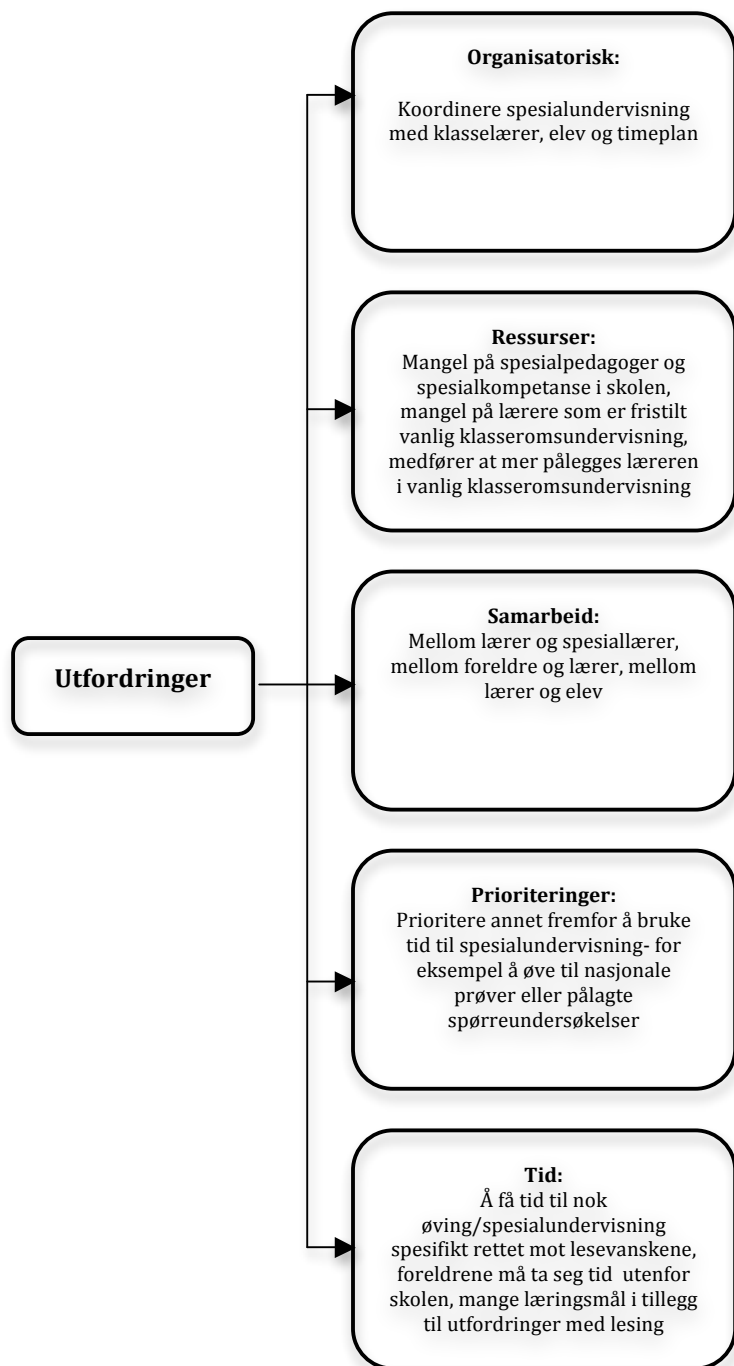 Organisatorisk:
Koordinere spesialundervisning
med klasselærer, elev og timeplan
Ressurser:
Mangel på spesialpedagoger og
spesialkompetanse i skolen,
mangel på lærere som er fristilt
vanlig klasseromsundervisning,
medfører at mer pålegges læreren
i vanlig klasseromsundervisning
Utfordringer
Samarbeid:
Mellom lærer og spesiallærer,
mellom foreldre og lærer, mellom
lærer og elev
Prioriteringer:
Prioritere annet fremfor å bruke
tid til spesialundervisning- for
eksempel å øve til nasjonale
prøver eller pålagte
spørreundersøkelser
Tid:
Å få tid til nok
øving/spesialundervisning
spesifikt rettet mot lesevanskene,
foreldrene må ta seg tid utenfor
skolen, mange læringsmål i tillegg
til utfordringer med lesing